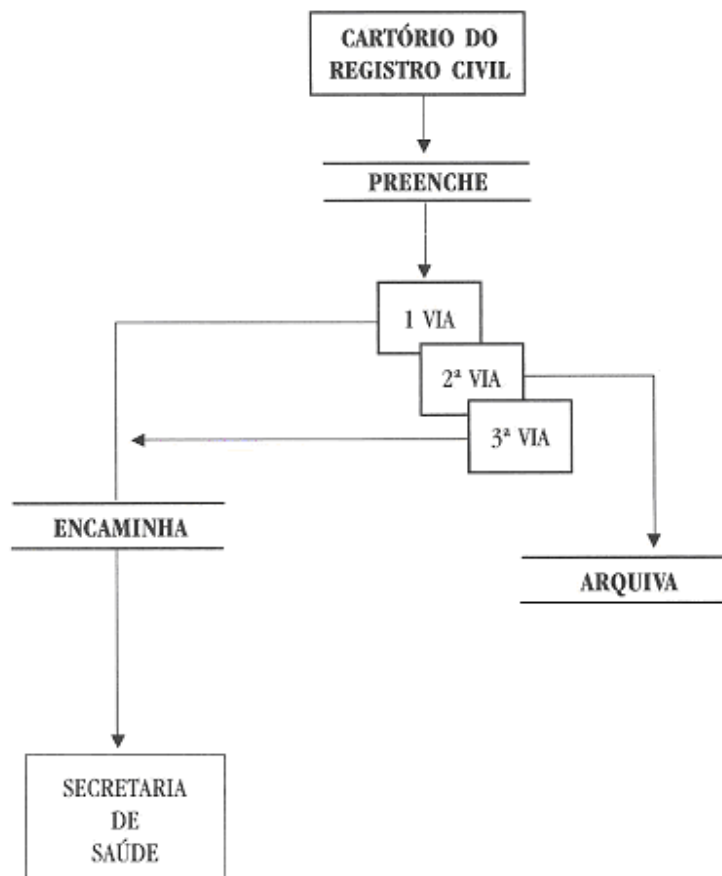 CARTÓRIO DO
REGISTRO CIVIL
PREENCHE
1 VIA
2ª VIA
3ª VIA
ENCAMINHA
ARQUIVA
SECRETARIA
DE
SAÚDE